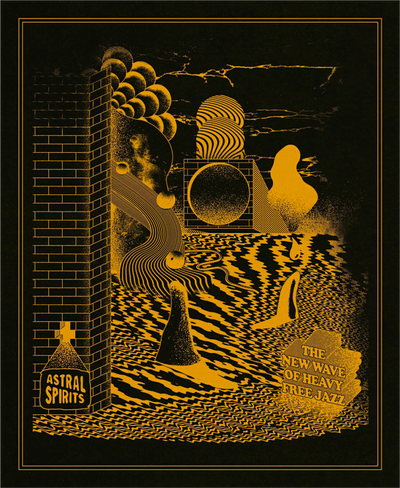 ASTRAL
SPIRITS
THE
NEW WAVE
OF HEAVY
FREE JAZZ